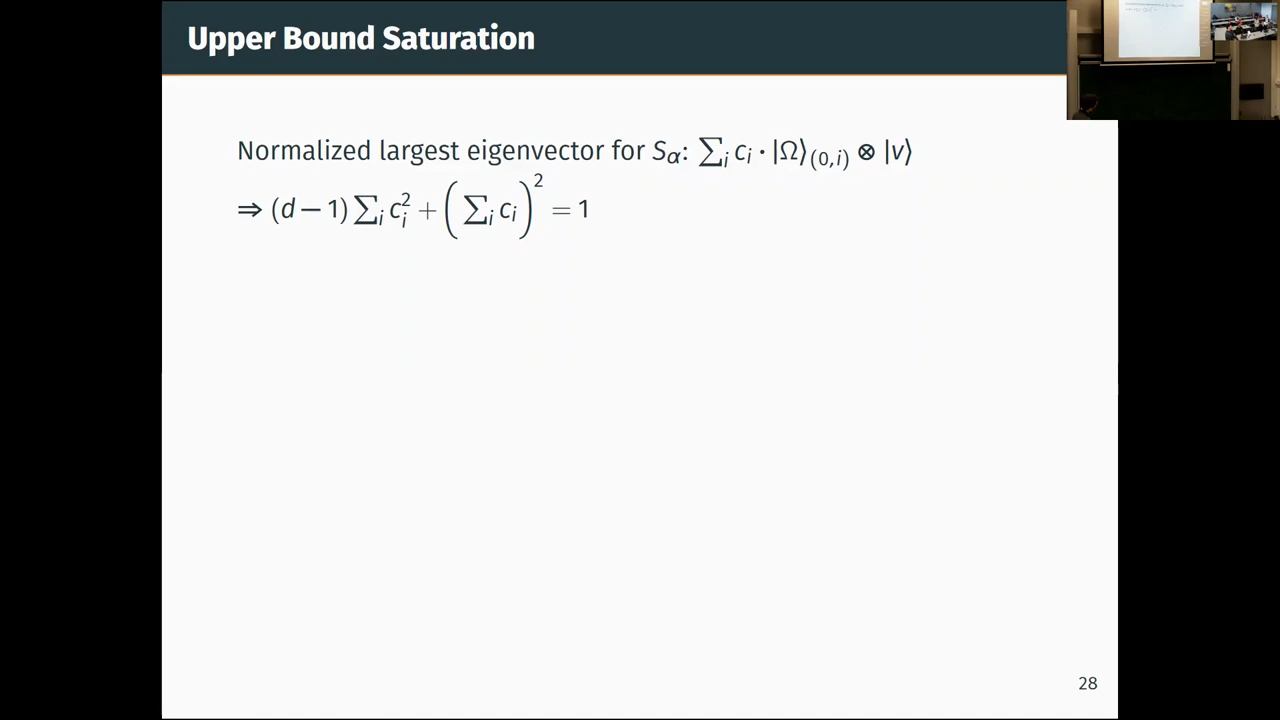 Upper Bound Saturation
Normalized largest eigenvector for S_α: ∑_i c_i · |Ω⟩_(0,i) ⊗ |v⟩
⇒ (d − 1) ∑_i c_i^2 + (∑_i c_i)^2 = 1
28